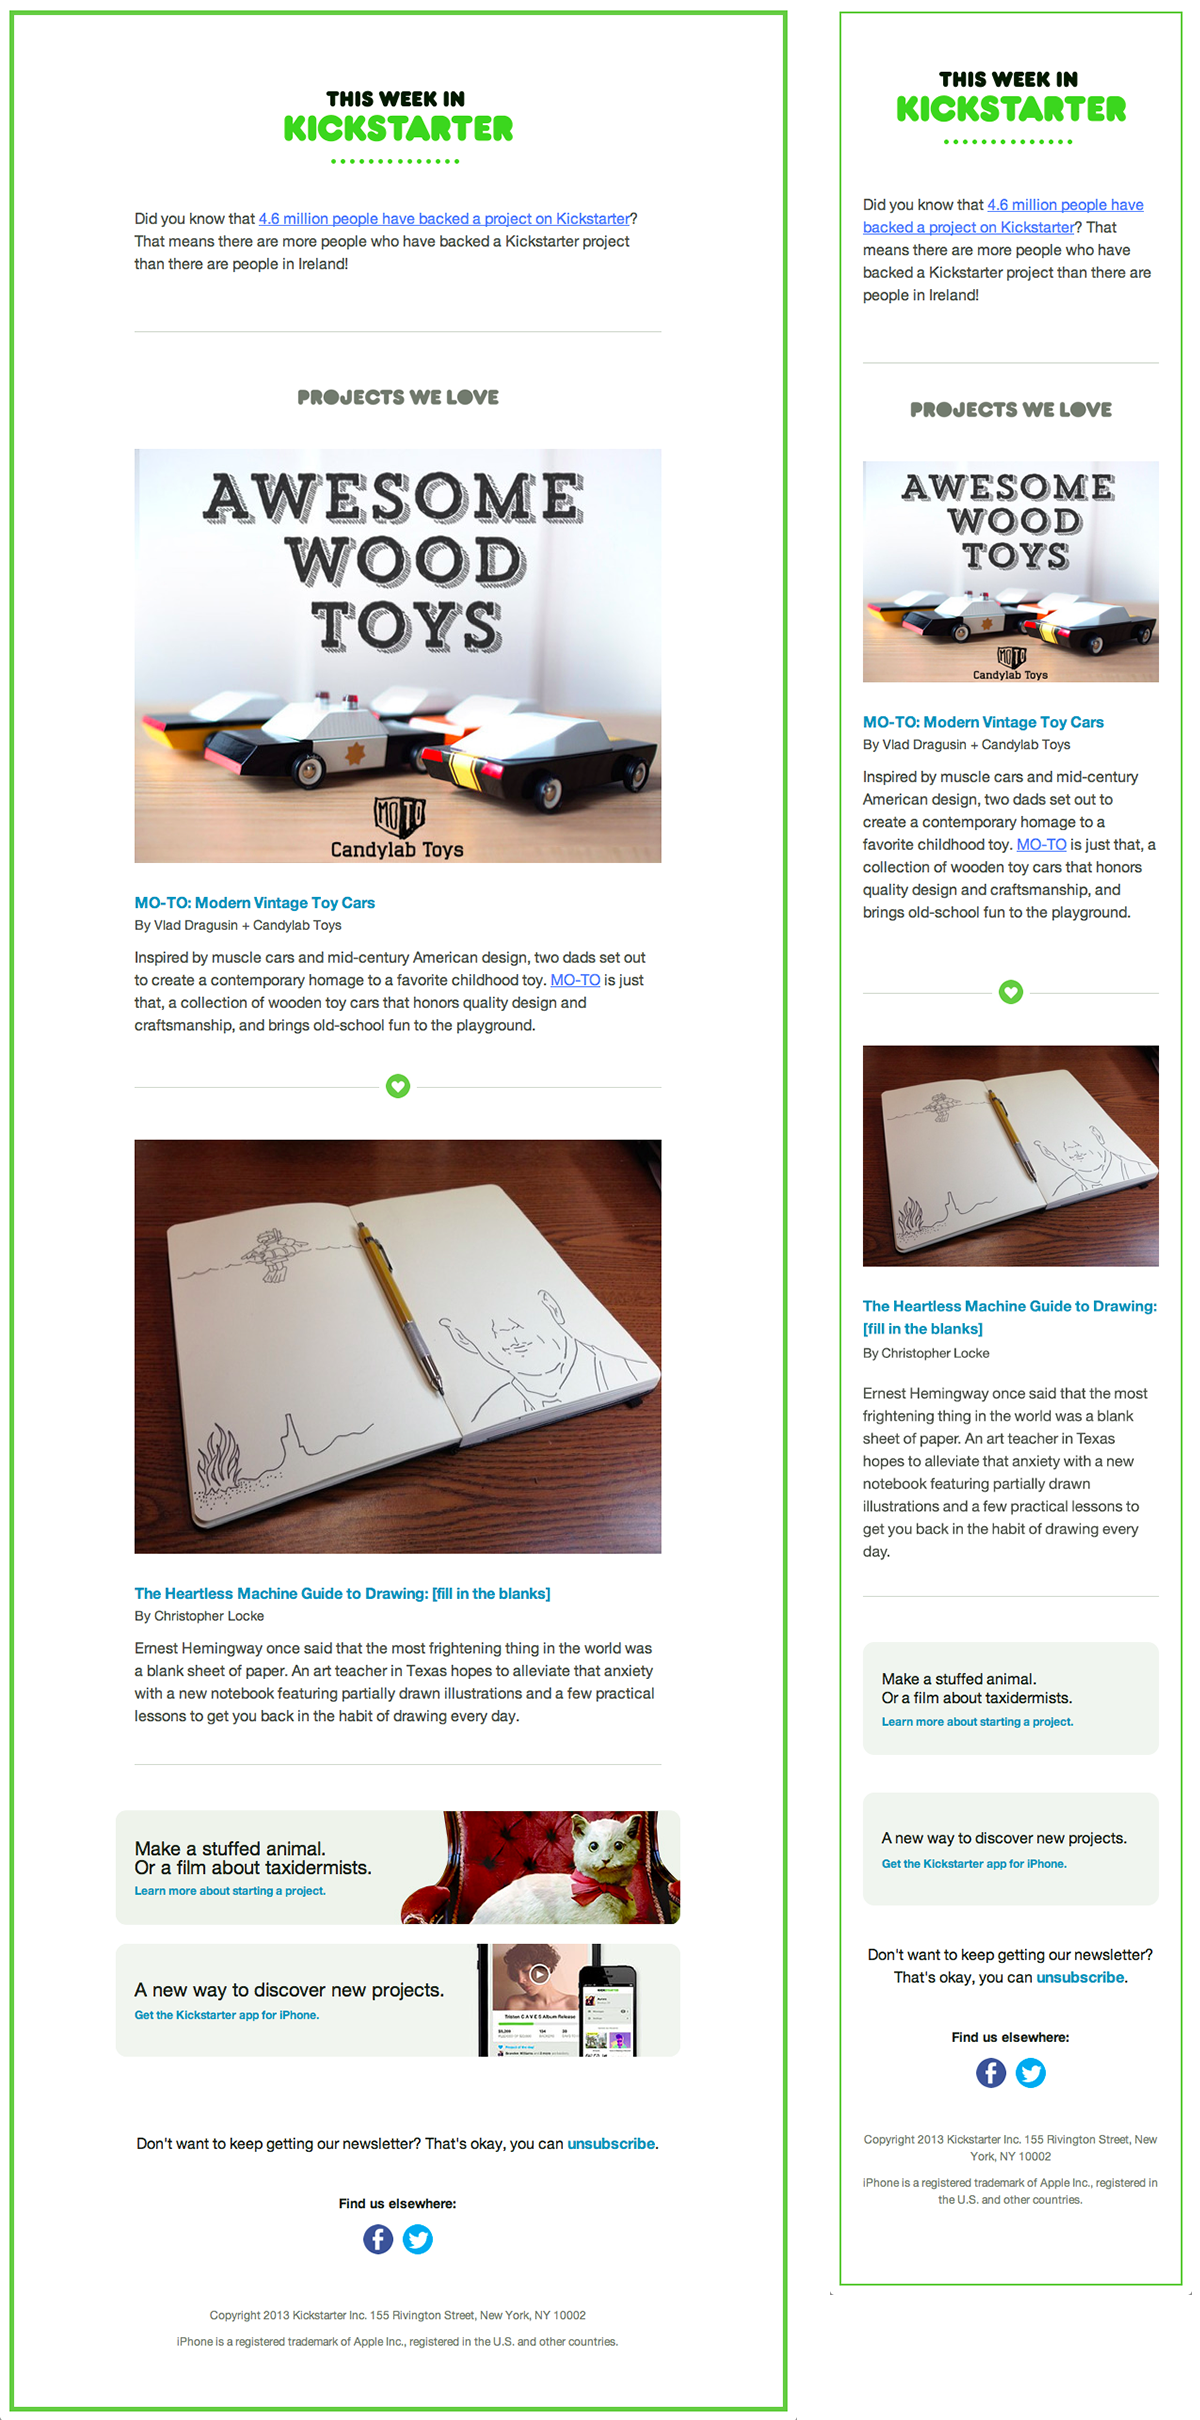 THIS WEEK IN
KICKSTARTER
Did you know that 4.6 million people have backed a project on Kickstarter?
That means there are more people who have backed a Kickstarter project
than there are people in Ireland!
PROJECTS WE LOVE
AWESOME
WOOD
TOYS
MOTO
Candylab Toys
MO-TO: Modern Vintage Toy Cars
By Vlad Dragusin + Candylab Toys
Inspired by muscle cars and mid-century American design, two dads set out
to create a contemporary homage to a favorite childhood toy. MO-TO is just
that, a collection of wooden toy cars that honors quality design and
craftsmanship, and brings old-school fun to the playground.
The Heartless Machine Guide to Drawing: [fill in the blanks]
By Christopher Locke
Ernest Hemingway once said that the most frightening thing in the world was
a blank sheet of paper. An art teacher in Texas hopes to alleviate that anxiety
with a new notebook featuring partially drawn illustrations and a few practical
lessons to get you back in the habit of drawing every day.
Make a stuffed animal.
Or a film about taxidermists.
Learn more about starting a project.
A new way to discover new projects.
Get the Kickstarter app for iPhone.
Tristen C A V E S Album Release
Don't want to keep getting our newsletter? That's okay, you can unsubscribe.
Find us elsewhere:
Copyright 2013 Kickstarter Inc. 155 Rivington Street, New York, NY 10002
iPhone is a registered trademark of Apple Inc., registered in the U.S. and other countries.
THIS WEEK IN
KICKSTARTER
Did you know that 4.6 million people have
backed a project on Kickstarter? That
means there are more people who have
backed a Kickstarter project than there are
people in Ireland!
PROJECTS WE LOVE
AWESOME
WOOD
TOYS
MOTO
Candylab Toys
MO-TO: Modern Vintage Toy Cars
By Vlad Dragusin + Candylab Toys
Inspired by muscle cars and mid-century
American design, two dads set out to
create a contemporary homage to a
favorite childhood toy. MO-TO is just that, a
collection of wooden toy cars that honors
quality design and craftsmanship, and
brings old-school fun to the playground.
The Heartless Machine Guide to Drawing:
[fill in the blanks]
By Christopher Locke
Ernest Hemingway once said that the most
frightening thing in the world was a blank
sheet of paper. An art teacher in Texas
hopes to alleviate that anxiety with a new
notebook featuring partially drawn
illustrations and a few practical lessons to
get you back in the habit of drawing every
day.
Make a stuffed animal.
Or a film about taxidermists.
Learn more about starting a project.
A new way to discover new projects.
Get the Kickstarter app for iPhone.
Don't want to keep getting our newsletter?
That's okay, you can unsubscribe.
Find us elsewhere:
Copyright 2013 Kickstarter Inc. 155 Rivington Street, New
York, NY 10002
iPhone is a registered trademark of Apple Inc., registered in
the U.S. and other countries.